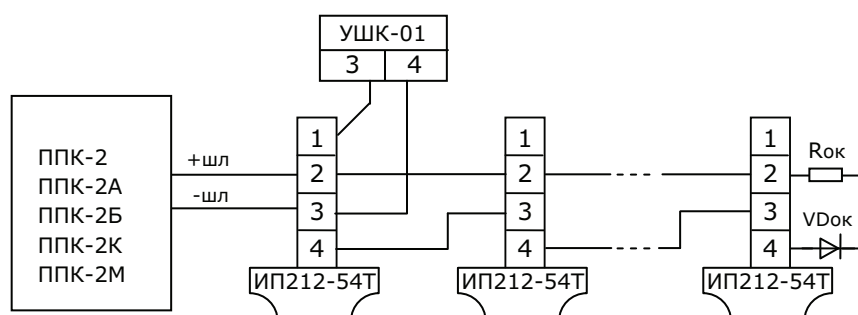 УШК-01
3 4
ППК-2
ППК-2А
ППК-2Б
ППК-2К
ППК-2М
+шл
-шл
1
2
3
4
ИП212-54Т
1
2
3
4
ИП212-54Т
1
2
3
4
ИП212-54Т
Rок
VDок